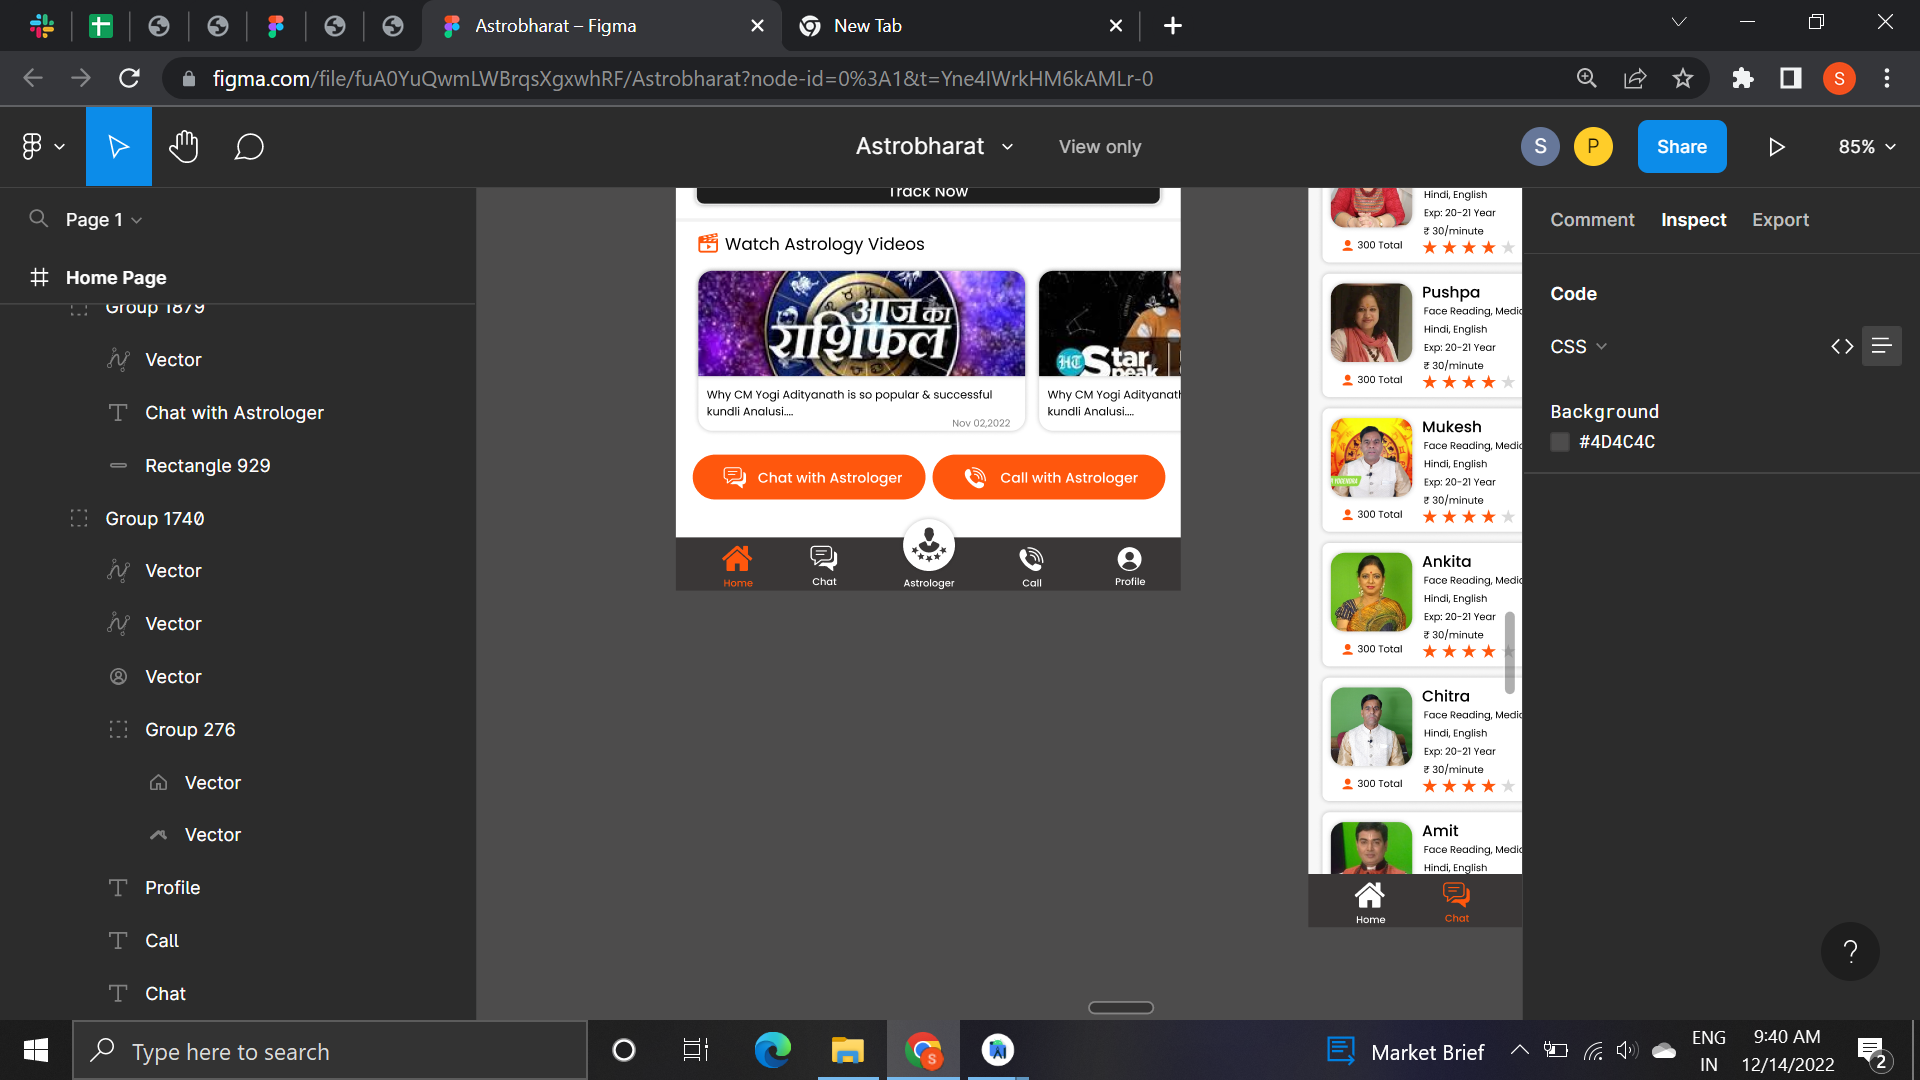 Astrobharat – Figma
New Tab
figma.com/file/fuA0YuQwmLWBrqsXgxwhRF/Astrobharat?node-id=0%3A1&t=Yne4IWrkHM6kAMLr-0
S
Astrobharat
View only
S
P
Share
85%
Page 1
Home Page
Group 1879
Vector
Chat with Astrologer
Rectangle 929
Group 1740
Vector
Vector
Vector
Group 276
Vector
Vector
Profile
Call
Chat
Track Now
Watch Astrology Videos
आज का
राशिफल
Why CM Yogi Adityanath is so popular & successful
kundli Analusi....
Nov 02,2022
HT Star
Speak
Why CM Yogi Adityanath
kundli Analusi....
Chat with Astrologer
Call with Astrologer
Home
Chat
Astrologer
Call
Profile
Hindi, English
Exp: 20-21 Year
₹ 30/minute
300 Total
Pushpa
Face Reading, Medic
Hindi, English
Exp: 20-21 Year
₹ 30/minute
300 Total
Mukesh
Face Reading, Medic
Hindi, English
Exp: 20-21 Year
₹ 30/minute
300 Total
Ankita
Face Reading, Medic
Hindi, English
Exp: 20-21 Year
₹ 30/minute
300 Total
Chitra
Face Reading, Medic
Hindi, English
Exp: 20-21 Year
₹ 30/minute
300 Total
Amit
Face Reading, Medic
Hindi, English
Home
Chat
Comment
Inspect
Export
Code
CSS
Background
#4D4C4C
?
Type here to search
S
Market Brief
ENG
IN
9:40 AM
12/14/2022
2